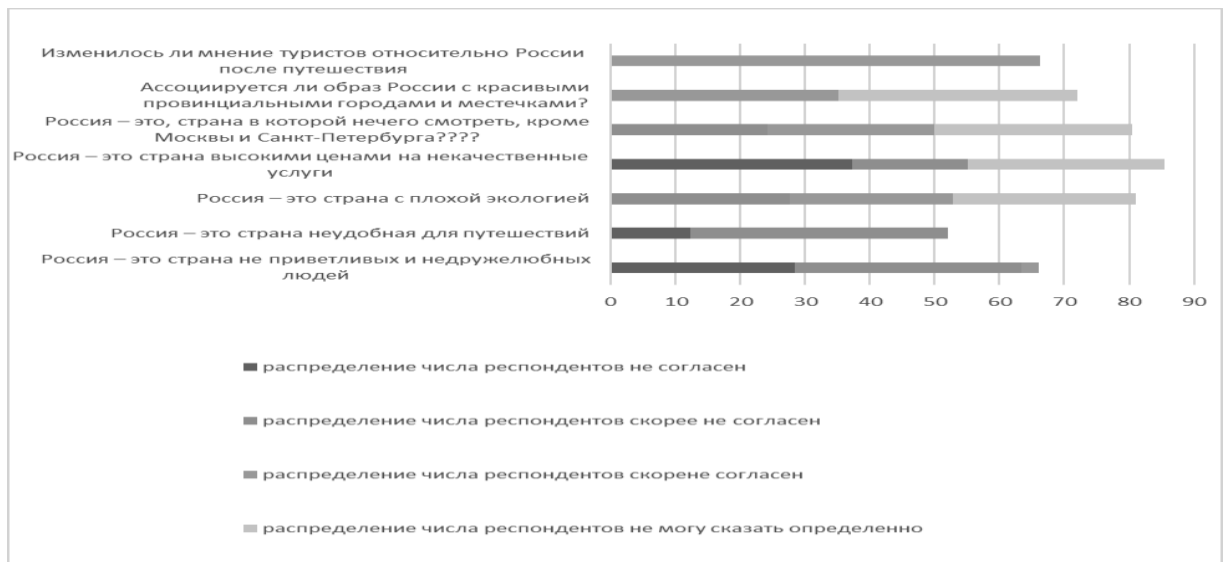 Изменилось ли мнение туристов относительно России
после путешествия
Ассоциируется ли образ России с красивыми
провинциальными городами и местечками?
Россия – это, страна в которой нечего смотреть, кроме
Москвы и Санкт-Петербурга????
Россия – это страна высокими ценами на некачественные
услуги
Россия – это страна с плохой экологией
Россия – это страна неудобная для путешествий
Россия – это страна не приветливых и недружелюбных
людей
0 10 20 30 40 50 60 70 80 90
распределение числа респондентов не согласен
распределение числа респондентов скорее не согласен
распределение числа респондентов скорене согласен
распределение числа респондентов не могу сказать определенно